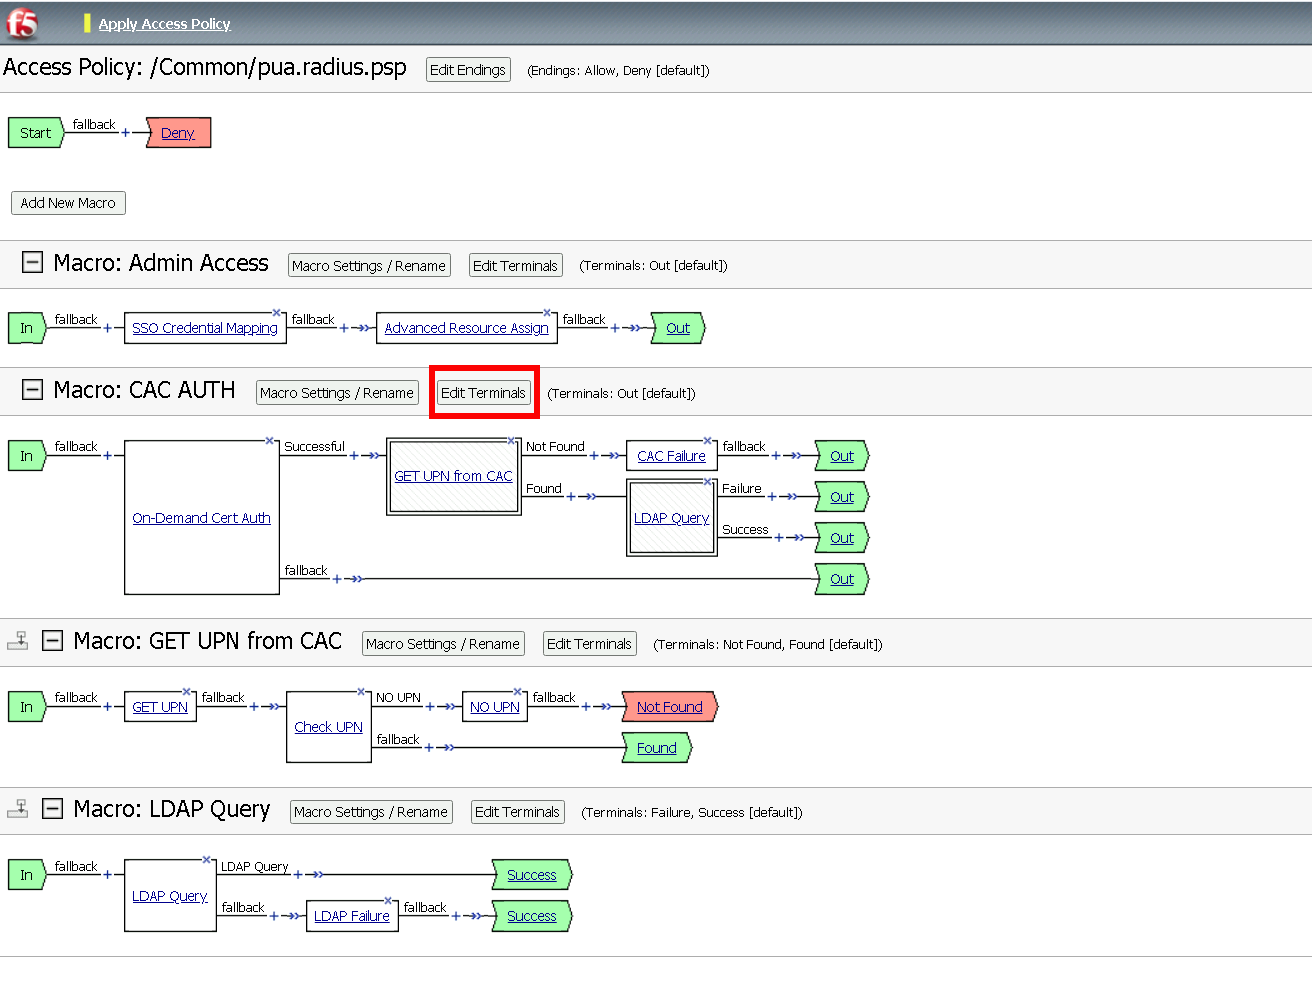 f5 Apply Access Policy
Access Policy: /Common/pua.radius.psp Edit Endings (Endings: Allow, Deny [default])
Start fallback + Deny
Add New Macro
Macro: Admin Access Macro Settings / Rename Edit Terminals (Terminals: Out [default])
In fallback + SSO Credential Mapping fallback + Advanced Resource Assign fallback + Out
Macro: CAC AUTH Macro Settings / Rename Edit Terminals (Terminals: Out [default])
In fallback + Successful + Not Found + CAC Failure fallback + Out
GET UPN from CAC
Found + Failure + Out
On-Demand Cert Auth LDAP Query
Success + Out
fallback + Out
Macro: GET UPN from CAC Macro Settings / Rename Edit Terminals (Terminals: Not Found, Found [default])
In fallback + GET UPN fallback + NO UPN + NO UPN fallback + Not Found
Check UPN
fallback + Found
Macro: LDAP Query Macro Settings / Rename Edit Terminals (Terminals: Failure, Success [default])
In fallback + LDAP Query + Success
LDAP Query
fallback + LDAP Failure fallback + Success